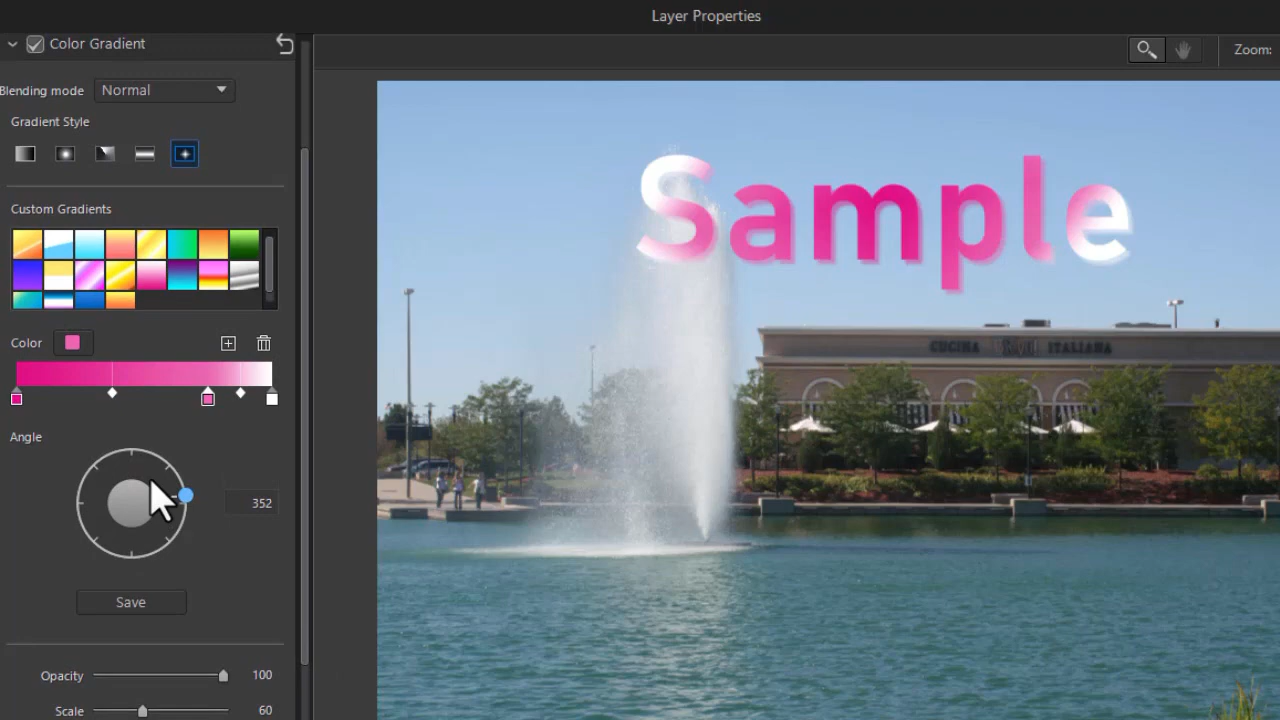 Layer Properties
Color Gradient
Zoom:
Blending mode
Normal
Gradient Style
Sample
Custom Gradients
CUCINA
ITALIANA
Color
Angle
352
Save
Opacity
100
Scale
60